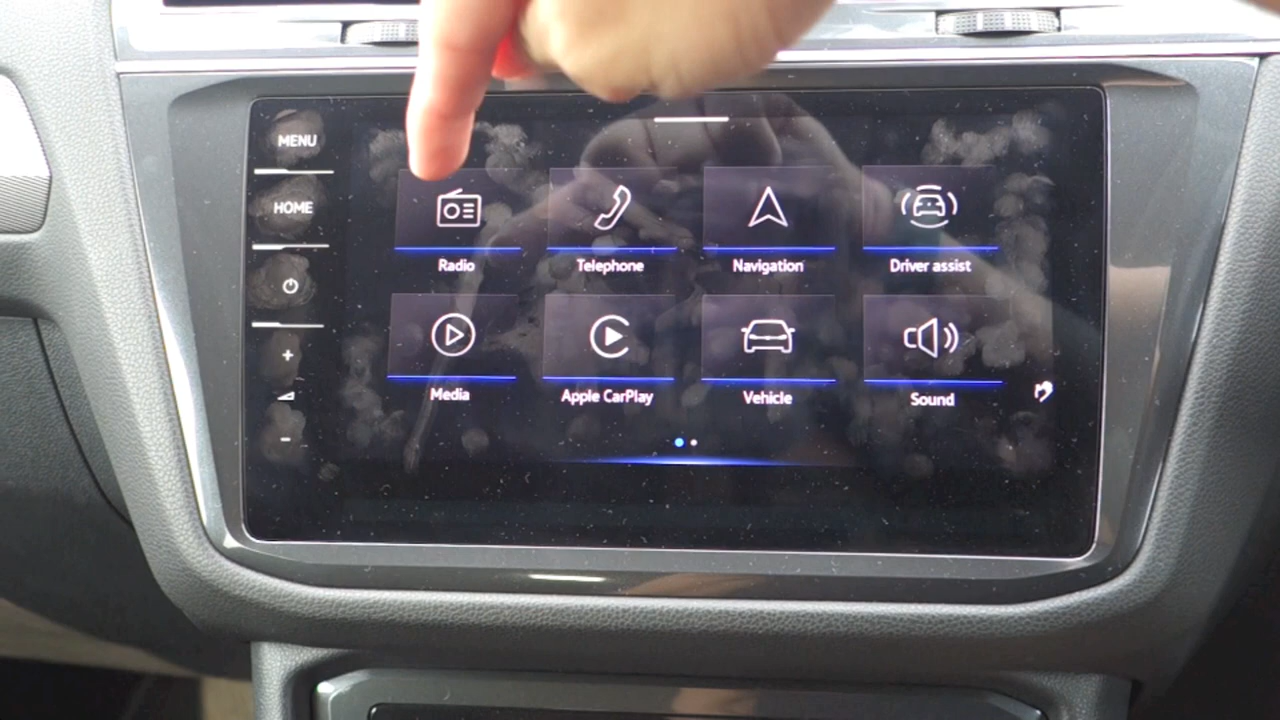 MENU
HOME
Radio
Telephone
Navigation
Driver assist
+
Media
Apple CarPlay
Vehicle
Sound
-